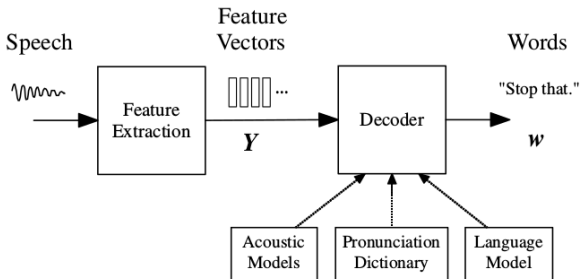 Speech
Feature
Vectors
Words
Feature
Extraction
...
Y
Decoder
"Stop that."
w
Acoustic
Models
Pronunciation
Dictionary
Language
Model